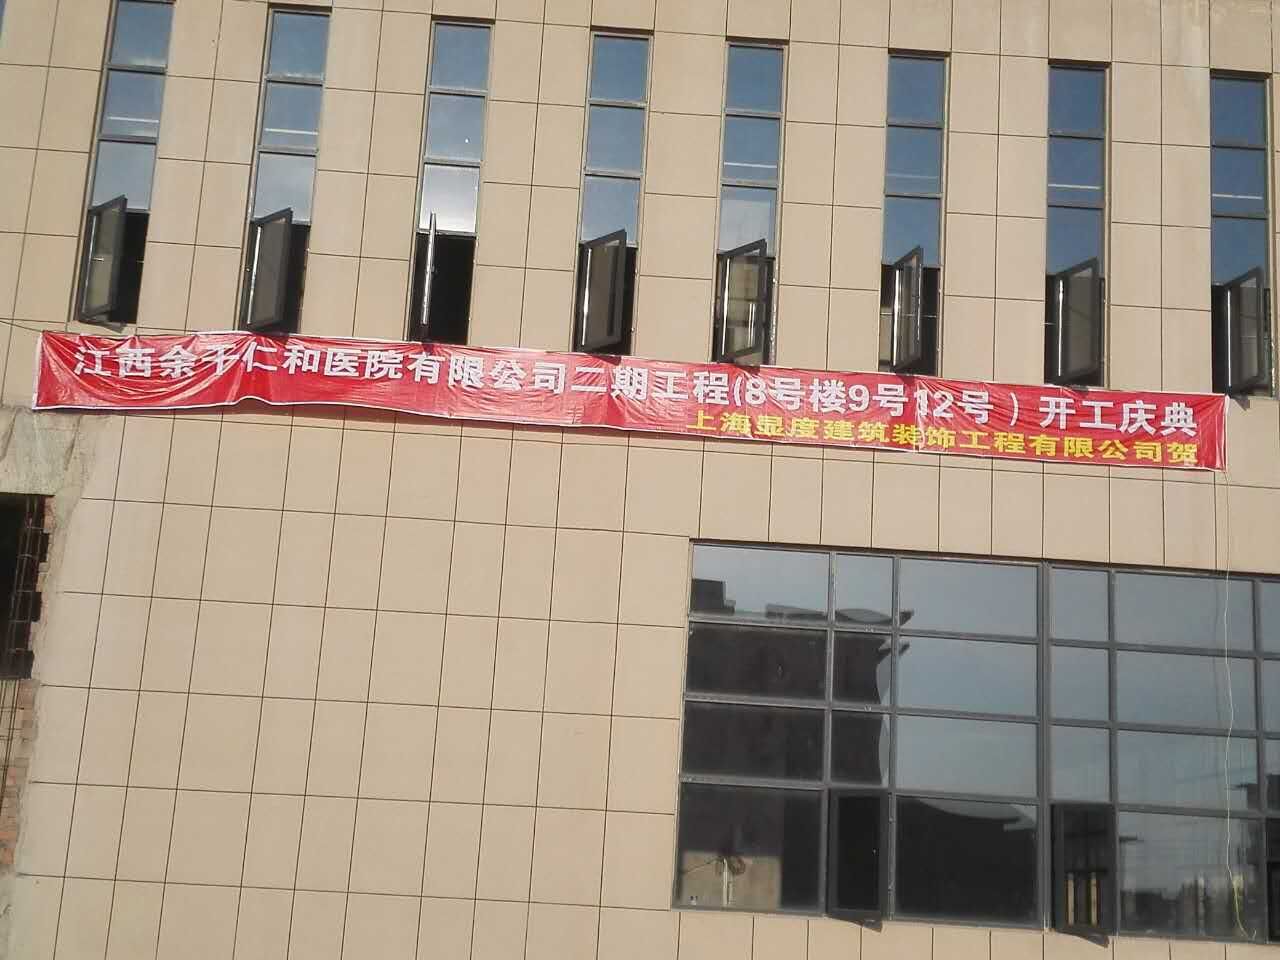 江西余干仁和医院有限公司二期工程(8号楼9号12号）开工庆典
上海显度建筑装饰工程有限公司贺